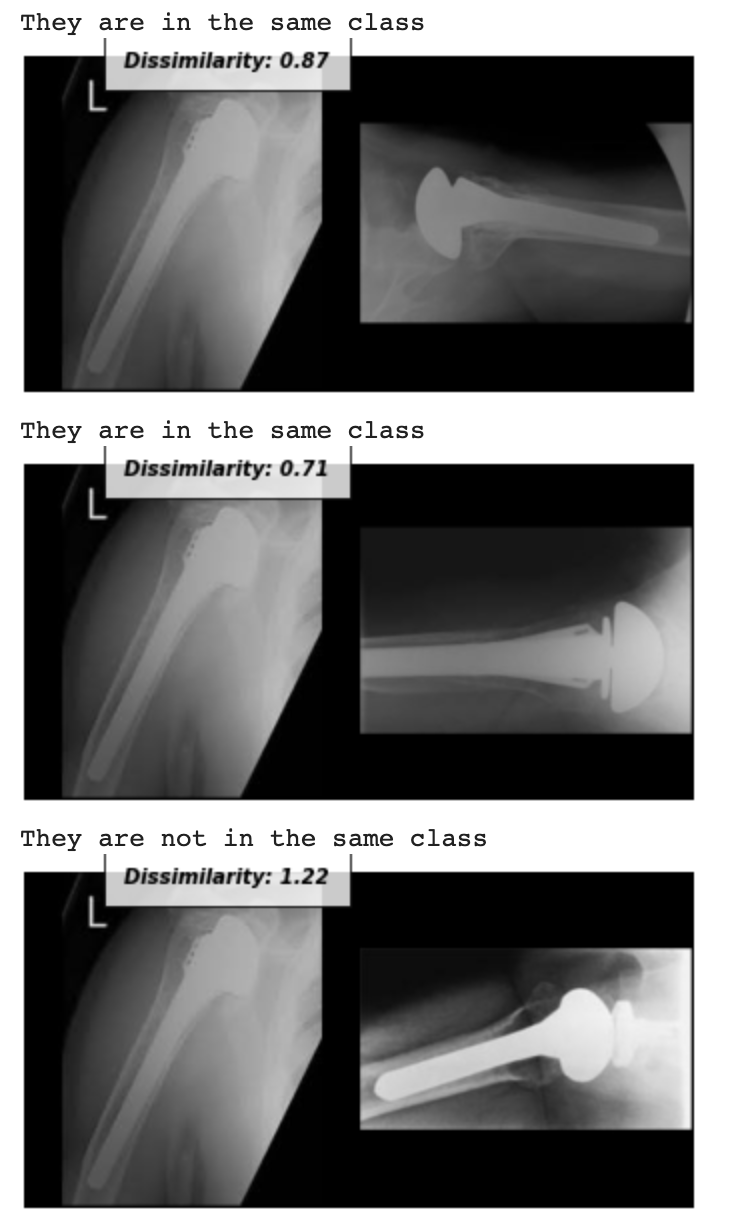 They are in the same class
Dissimilarity: 0.87
L
They are in the same class
Dissimilarity: 0.71
L
They are not in the same class
Dissimilarity: 1.22
L